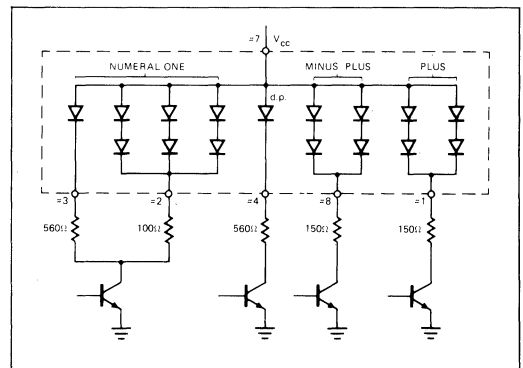 =7 Vcc
NUMERAL ONE MINUS PLUS PLUS
d.p.
=3 =2 =4 =8 =1
560Ω 100Ω 560Ω 150Ω 150Ω